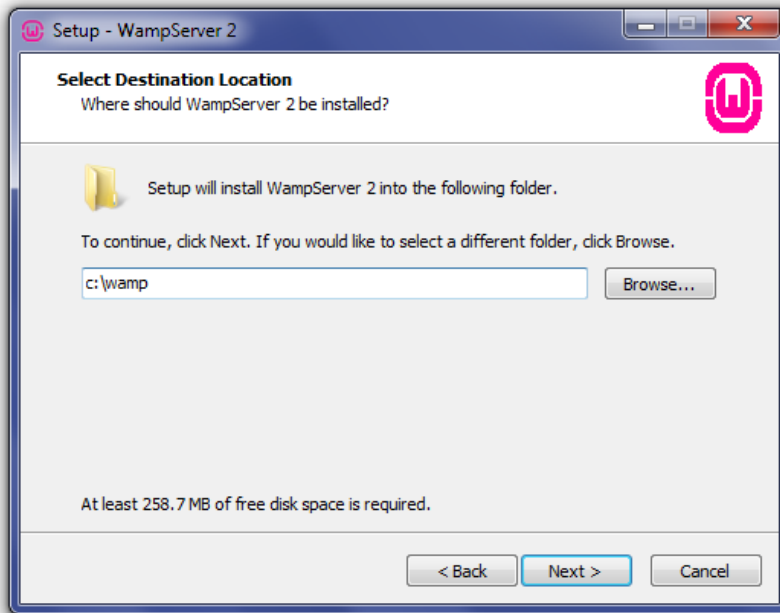 Setup - WampServer 2
Select Destination Location
Where should WampServer 2 be installed?
Setup will install WampServer 2 into the following folder.
To continue, click Next. If you would like to select a different folder, click Browse.
c:\wamp
Browse...
At least 258.7 MB of free disk space is required.
< Back
Next >
Cancel